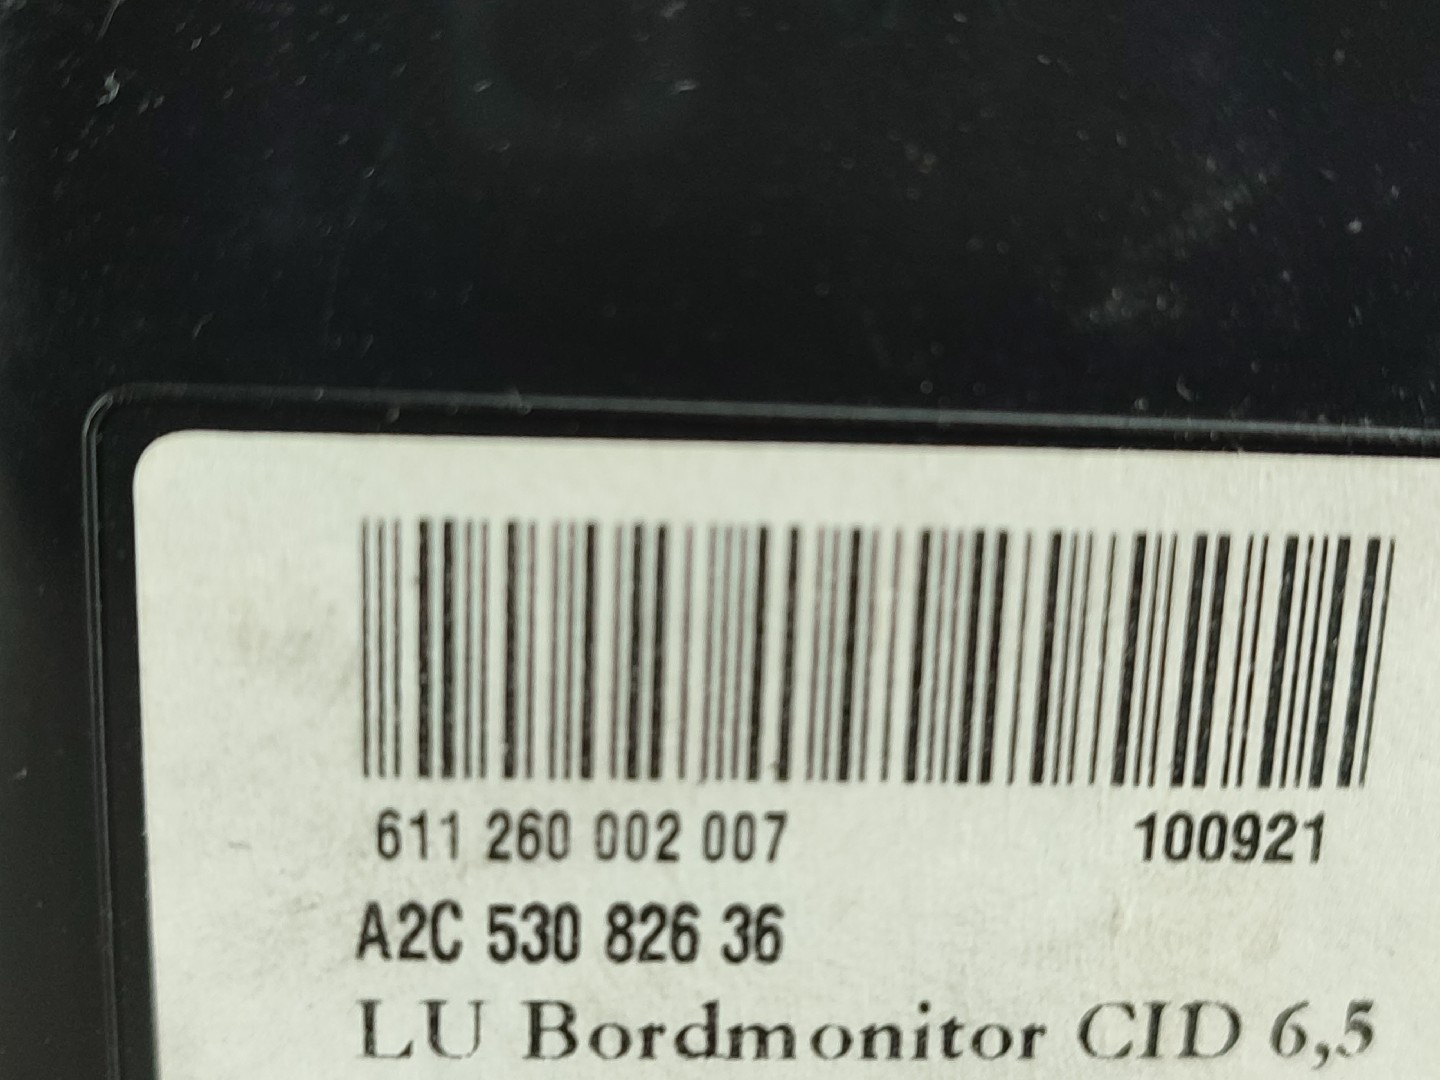 611 260 002 007 100921
A2C 530 826 36
LU Bordmonitor CID 6,5